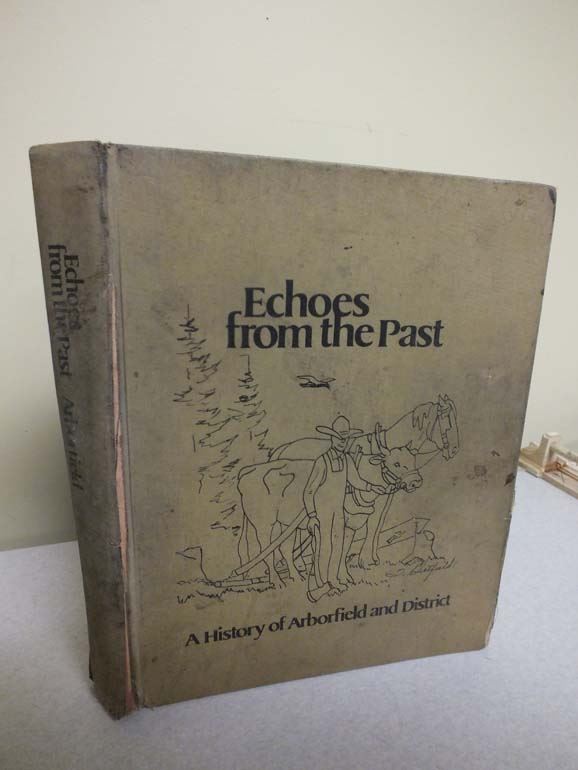 Echoes
from the Past
A History of Arborfield and District
Echoes
from the Past Arborfield